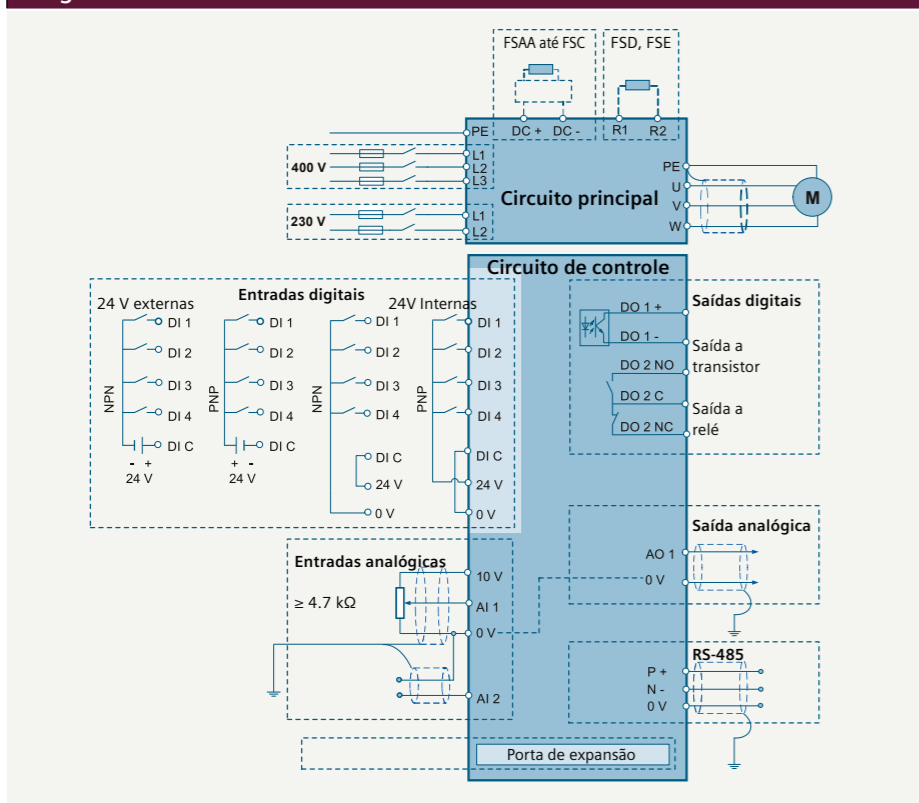 FSAA até FSC
FSD, FSE
PE
DC +
DC -
R1
R2
400 V
L1
L2
L3
230 V
L1
L2
Circuito principal
PE
U
V
W
M
Circuito de controle
24 V externas
Entradas digitais
24V Internas
NPN
DI 1
DI 2
DI 3
DI 4
DI C
- +
24 V
PNP
DI 1
DI 2
DI 3
DI 4
DI C
+ -
24 V
NPN
DI 1
DI 2
DI 3
DI 4
DI C
24 V
0 V
PNP
DI 1
DI 2
DI 3
DI 4
DI C
24 V
0 V
DO 1 +
DO 1 -
DO 2 NO
DO 2 C
DO 2 NC
Saídas digitais
Saída a
transistor
Saída a
relé
Entradas analógicas
≥ 4.7 kΩ
10 V
AI 1
0 V
AI 2
Saída analógica
AO 1
0 V
RS-485
P +
N -
0 V
Porta de expansão